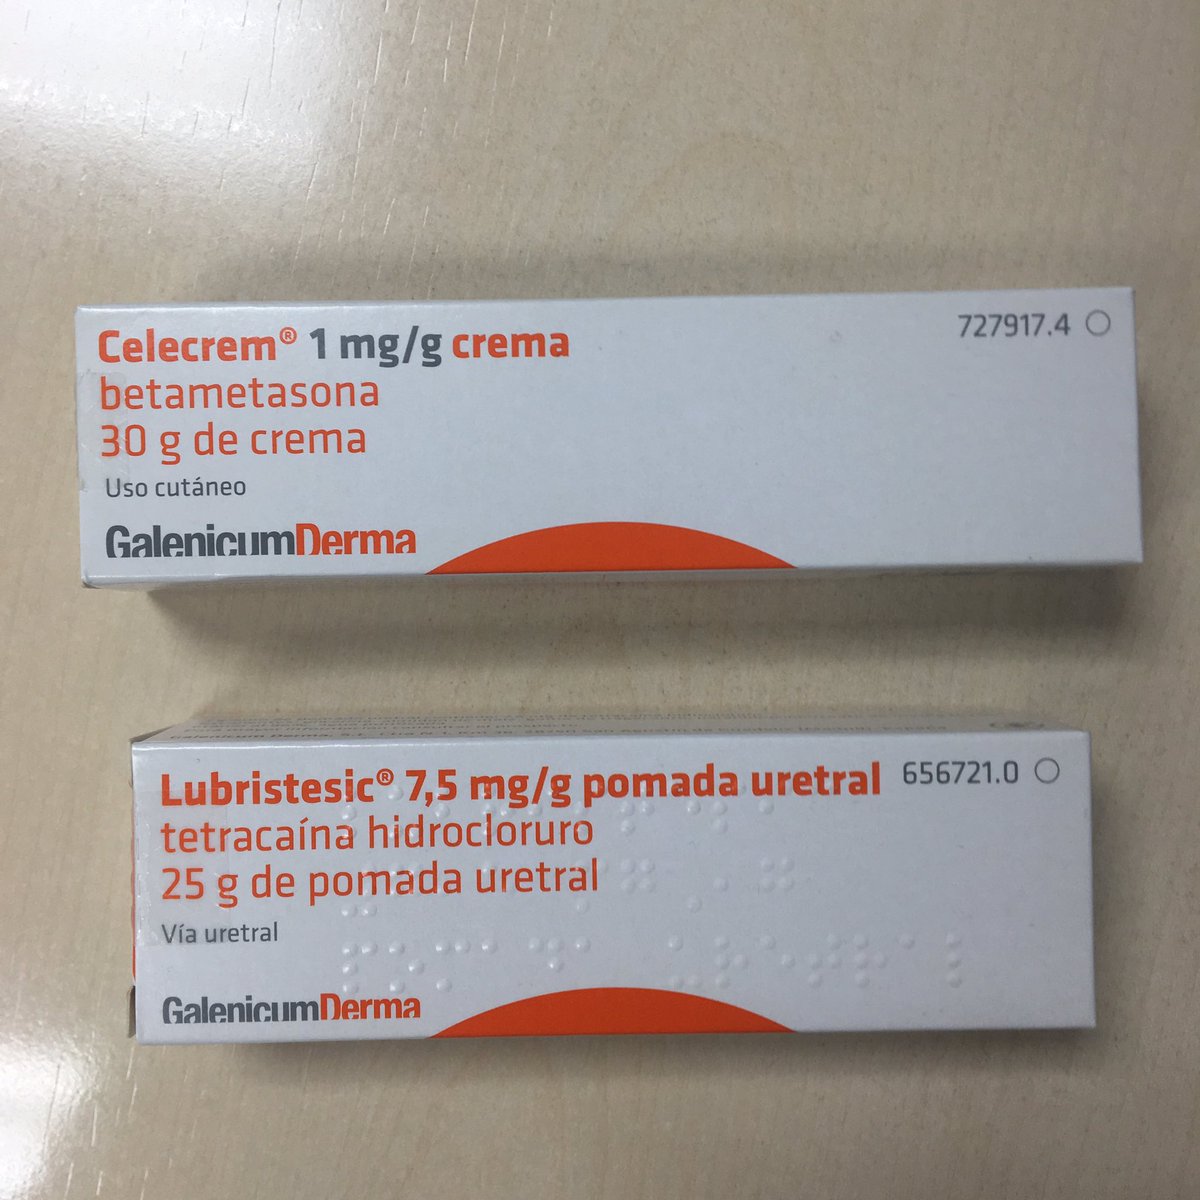 Celecrem® 1 mg/g crema 727917.4
betametasona
30 g de crema
Uso cutáneo
GalenicumDerma
Lubristesic® 7,5 mg/g pomada uretral 656721.0
tetracaína hidrocloruro
25 g de pomada uretral
Vía uretral
GalenicumDerma